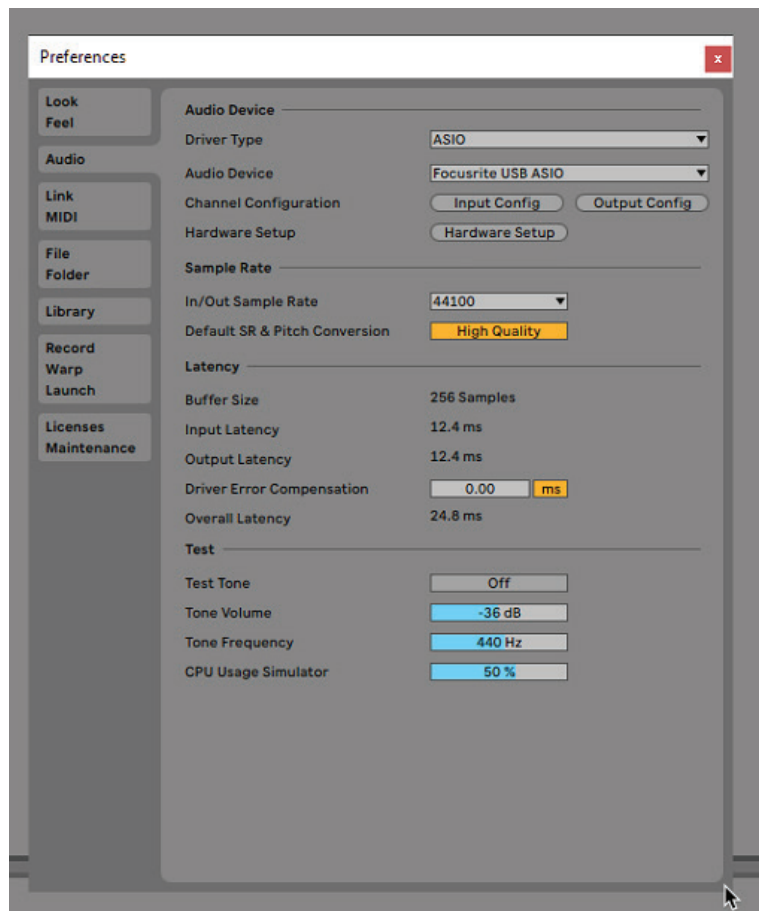 Preferences
x
Look
Feel
Audio
Link
MIDI
File
Folder
Library
Record
Warp
Launch
Licenses
Maintenance
Audio Device
Driver Type ASIO
Audio Device Focusrite USB ASIO
Channel Configuration Input Config Output Config
Hardware Setup Hardware Setup
Sample Rate
In/Out Sample Rate 44100
Default SR & Pitch Conversion High Quality
Latency
Buffer Size 256 Samples
Input Latency 12.4 ms
Output Latency 12.4 ms
Driver Error Compensation 0.00 ms
Overall Latency 24.8 ms
Test
Test Tone Off
Tone Volume -36 dB
Tone Frequency 440 Hz
CPU Usage Simulator 50 %